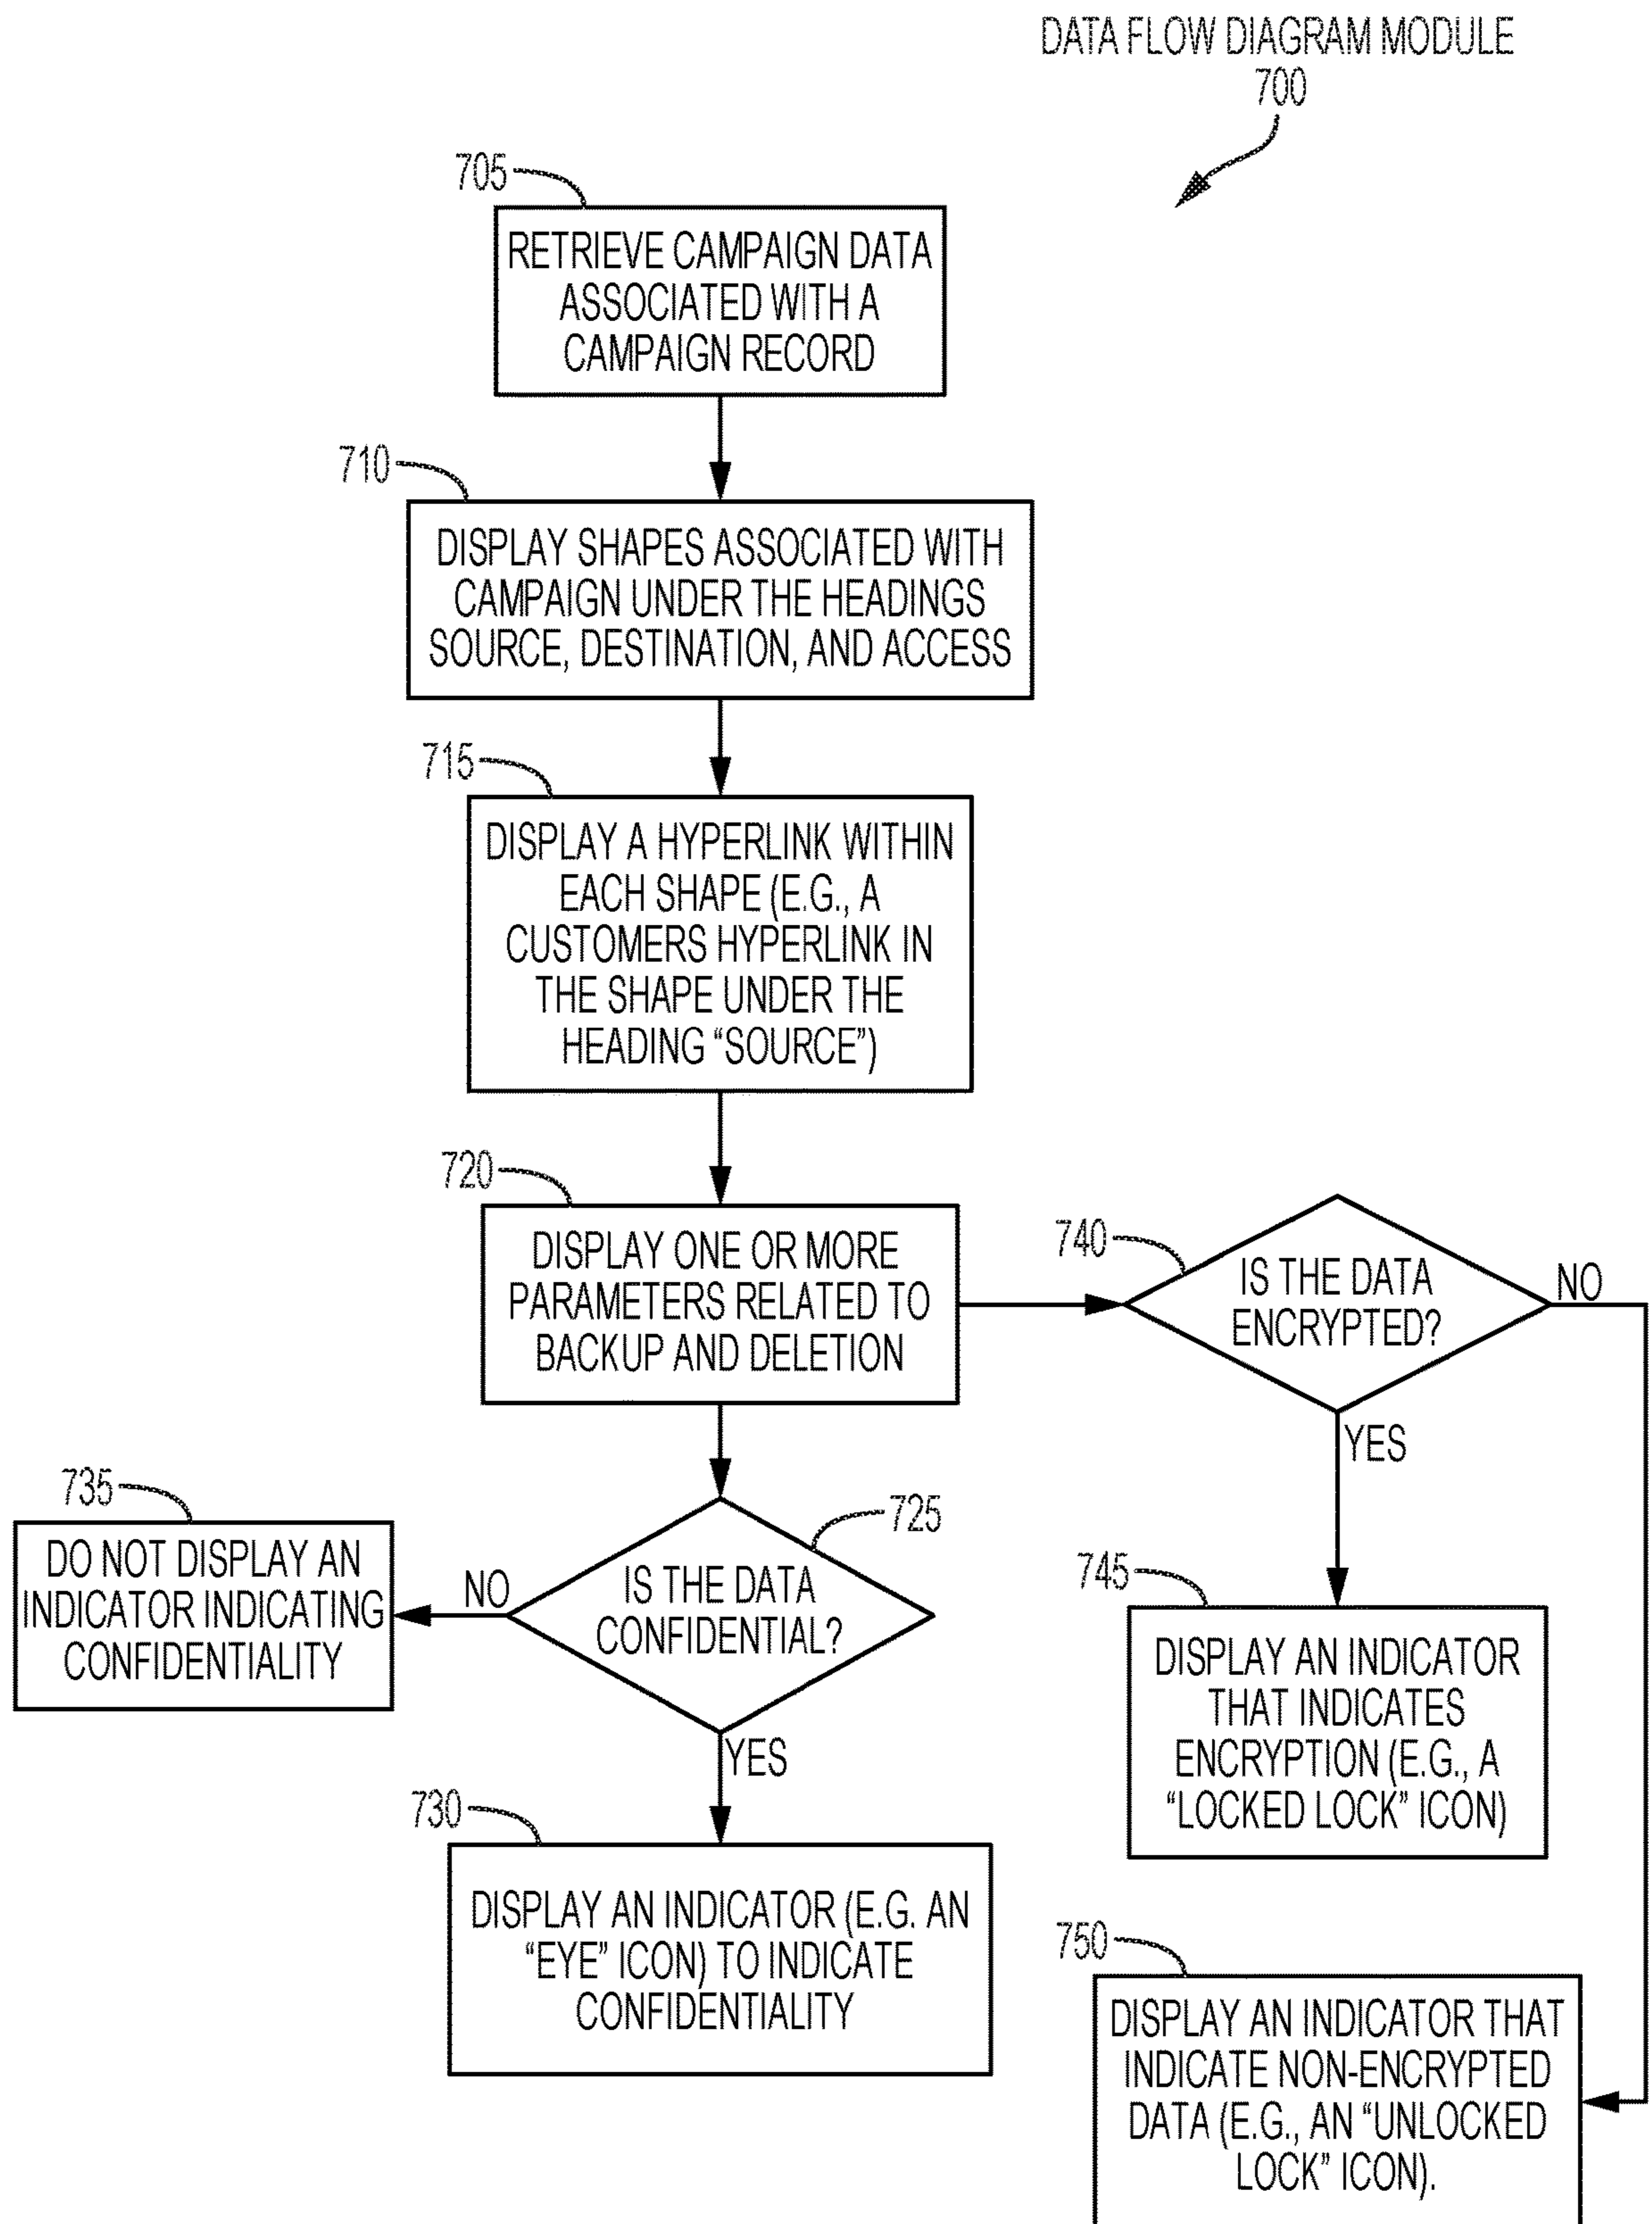 DATA FLOW DIAGRAM MODULE
700
705
RETRIEVE CAMPAIGN DATA
ASSOCIATED WITH A
CAMPAIGN RECORD
710
DISPLAY SHAPES ASSOCIATED WITH
CAMPAIGN UNDER THE HEADINGS
SOURCE, DESTINATION, AND ACCESS
715
DISPLAY A HYPERLINK WITHIN
EACH SHAPE (E.G., A
CUSTOMERS HYPERLINK IN
THE SHAPE UNDER THE
HEADING “SOURCE”)
720
DISPLAY ONE OR MORE
PARAMETERS RELATED TO
BACKUP AND DELETION
740
IS THE DATA
ENCRYPTED?
NO
YES
735
DO NOT DISPLAY AN
INDICATOR INDICATING
CONFIDENTIALITY
NO
725
IS THE DATA
CONFIDENTIAL?
YES
745
DISPLAY AN INDICATOR
THAT INDICATES
ENCRYPTION (E.G., A
“LOCKED LOCK” ICON)
730
DISPLAY AN INDICATOR (E.G. AN
“EYE” ICON) TO INDICATE
CONFIDENTIALITY
750
DISPLAY AN INDICATOR THAT
INDICATE NON-ENCRYPTED
DATA (E.G., AN “UNLOCKED
LOCK” ICON).